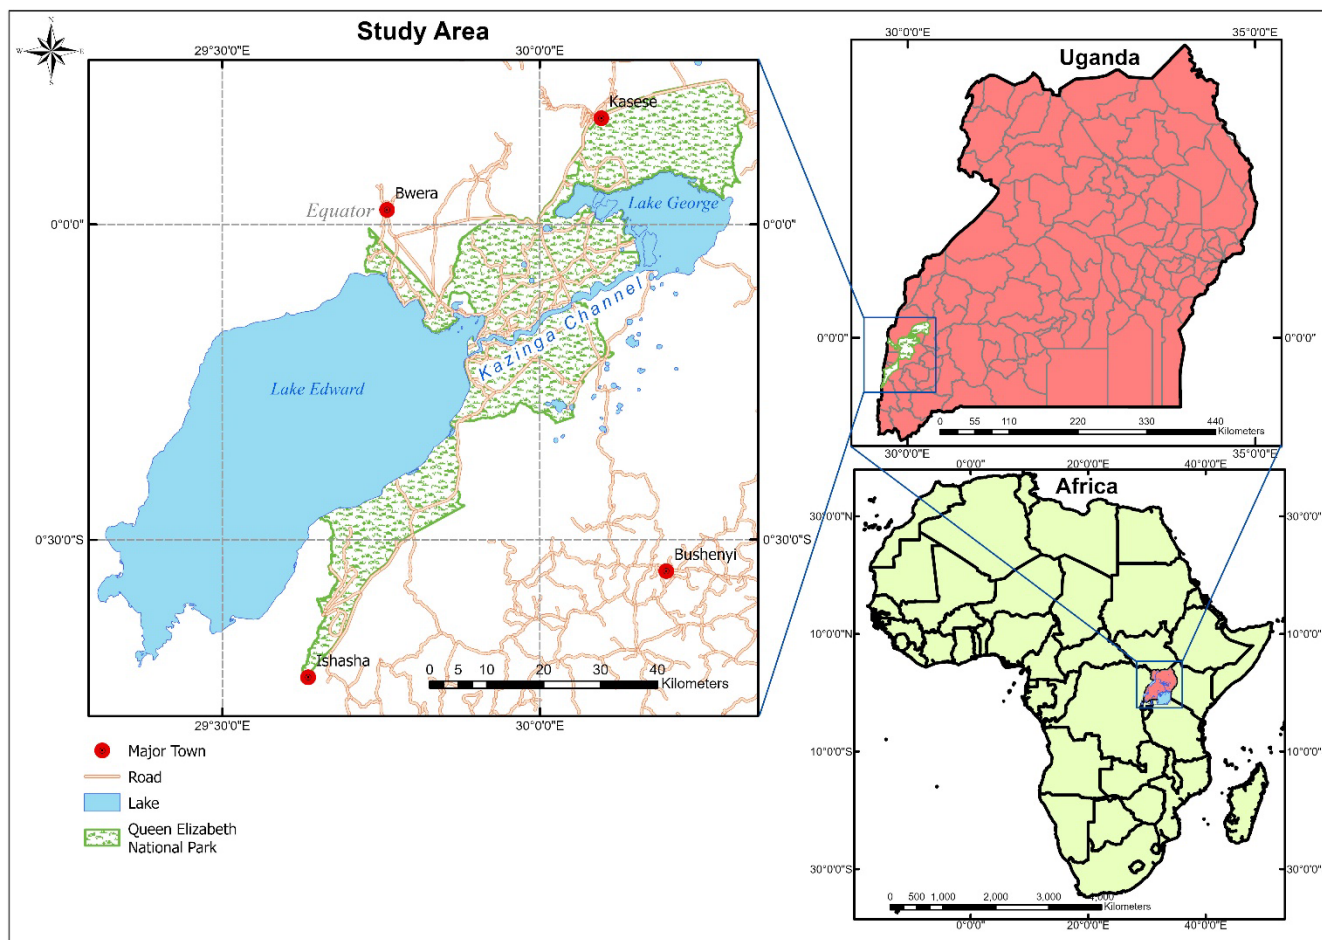 Study Area
N
W
E
S
29°30'0"E
30°0'0"E
Kasese
Bwera
Equator
Lake George
0°0'0"
0°0'0"
Kazinga Channel
Lake Edward
0°30'0"S
0°30'0"S
Bushenyi
Ishasha
0 5 10 20 30 40
Kilometers
29°30'0"E
30°0'0"E
Major Town
Road
Lake
Queen Elizabeth
National Park
30°0'0"E
35°0'0"E
Uganda
0°0'0"
0°0'0"
0 55 110 220 330 440
Kilometers
30°0'0"E
35°0'0"E
0°0'0"
20°0'0"E
40°0'0"E
Africa
30°0'0"N
30°0'0"N
10°0'0"N
10°0'0"N
10°0'0"S
10°0'0"S
30°0'0"S
30°0'0"S
0 500 1,000 2,000 3,000 4,000
Kilometers
0°0'0"
20°0'0"E
40°0'0"E